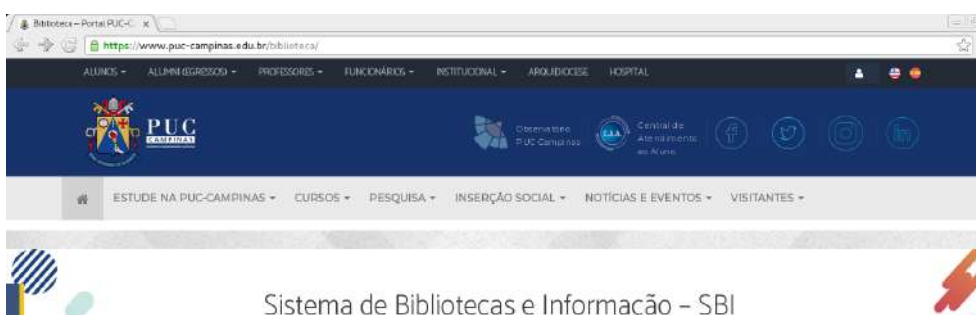 Biblioteca – Portal PUC-C
https://www.puc-campinas.edu.br/biblioteca/
ALUNOS ALUMNI (EGRESSOS) PROFESSORES FUNCIONÁRIOS INSTITUCIONAL ARQUIDIOCESE HOSPITAL
PUC
CAMPINAS
Observatório
PUC-Campinas
C.A.A.
Central de
Atendimento
ao Aluno
ESTUDE NA PUC-CAMPINAS CURSOS PESQUISA INSERÇÃO SOCIAL NOTÍCIAS E EVENTOS VISITANTES
Sistema de Bibliotecas e Informação – SBI